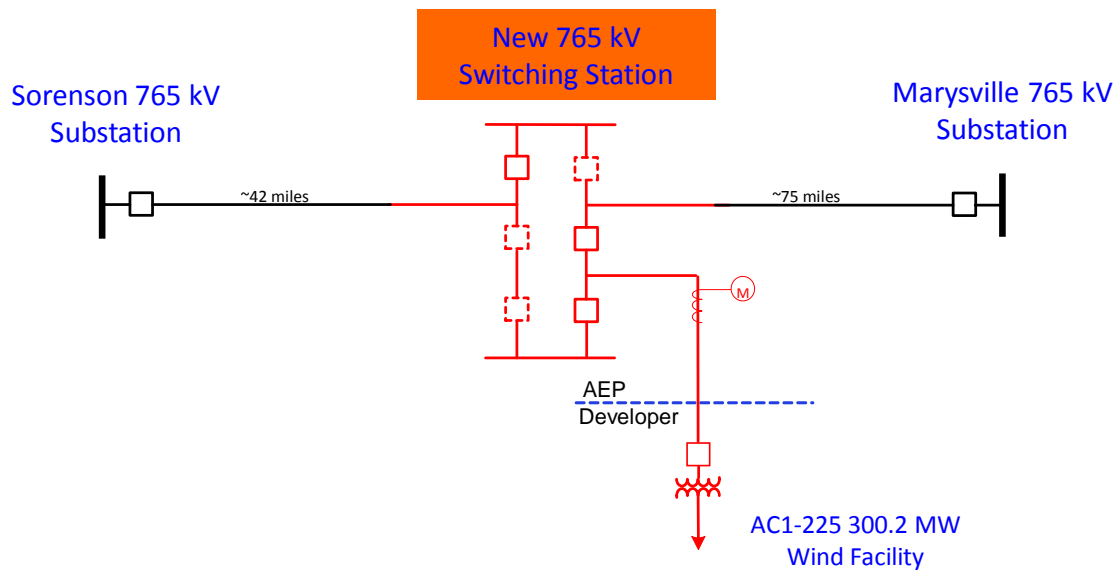 New 765 kV
Switching Station
Sorenson 765 kV
Substation
Marysville 765 kV
Substation
~42 miles
~75 miles
M
AEP
Developer
AC1-225 300.2 MW
Wind Facility